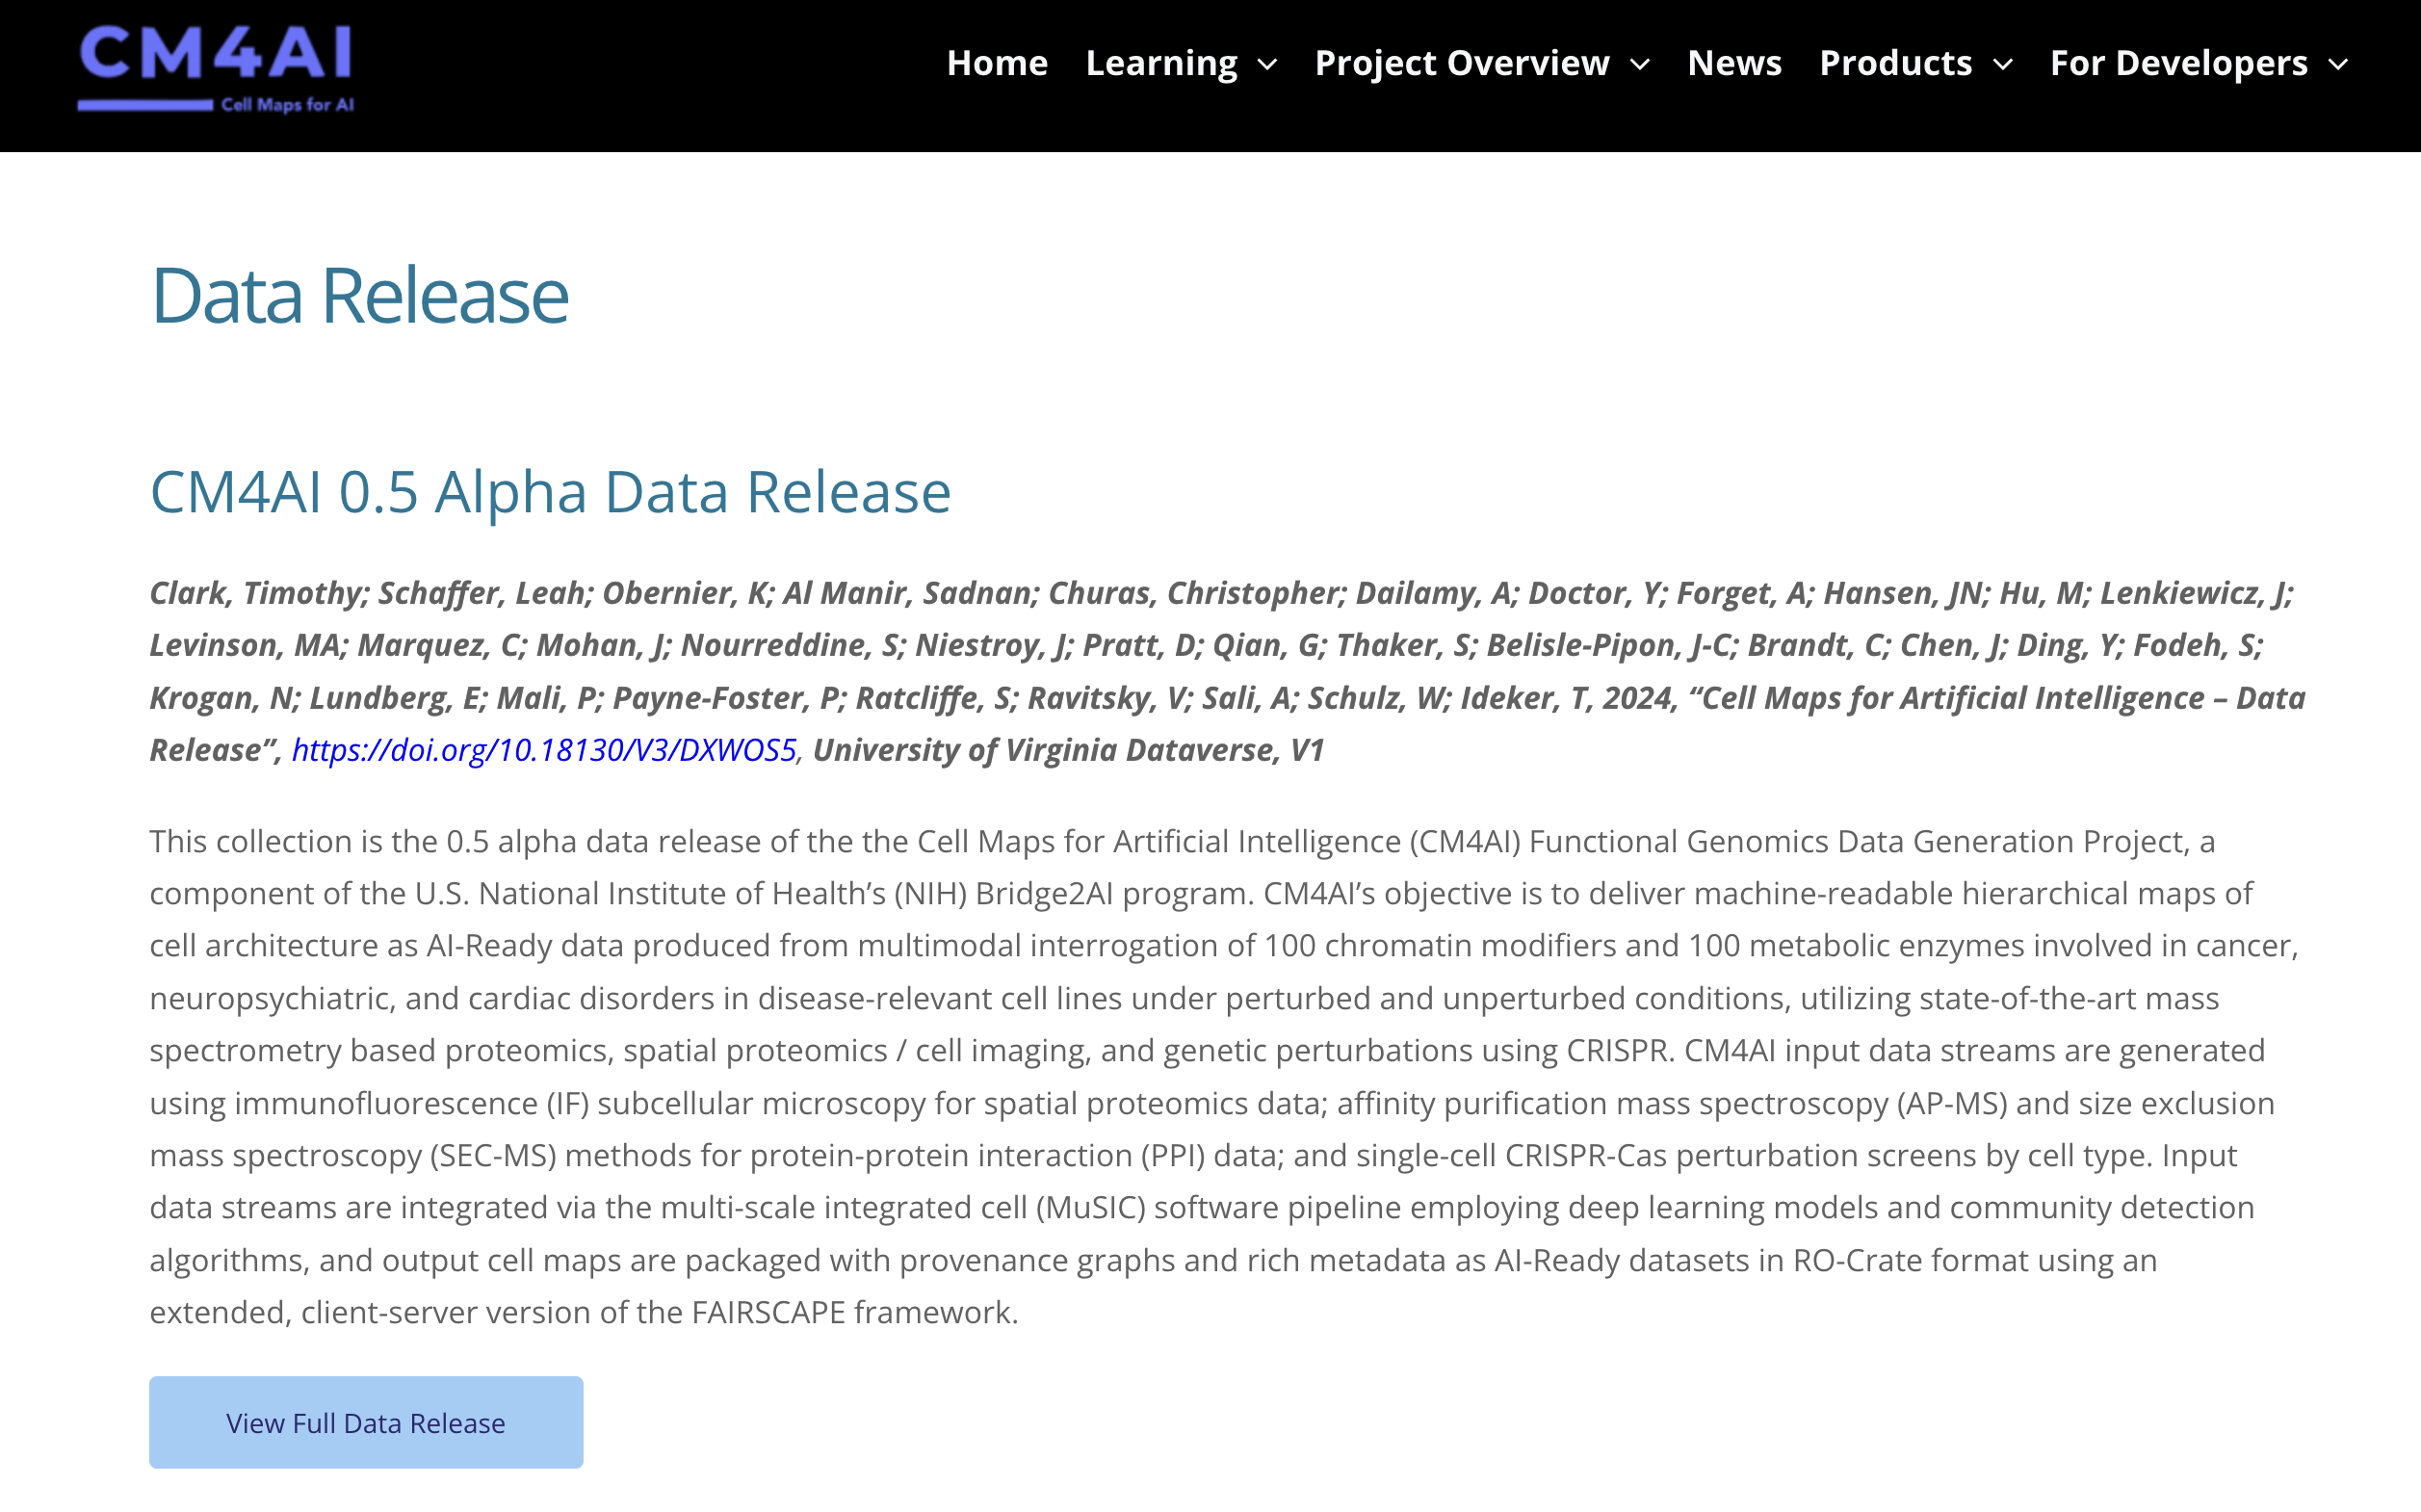 CM4AI
Cell Maps for AI
Home Learning Project Overview News Products For Developers
Data Release
CM4AI 0.5 Alpha Data Release
Clark, Timothy; Schaffer, Leah; Obernier, K; Al Manir, Sadnan; Churas, Christopher; Dailamy, A; Doctor, Y; Forget, A; Hansen, JN; Hu, M; Lenkiewicz, J;
Levinson, MA; Marquez, C; Mohan, J; Nourreddine, S; Niestroy, J; Pratt, D; Qian, G; Thaker, S; Belisle-Pipon, J-C; Brandt, C; Chen, J; Ding, Y; Fodeh, S;
Krogan, N; Lundberg, E; Mali, P; Payne-Foster, P; Ratcliffe, S; Ravitsky, V; Sali, A; Schulz, W; Ideker, T, 2024, “Cell Maps for Artificial Intelligence – Data
Release”, https://doi.org/10.18130/V3/DXWOS5, University of Virginia Dataverse, V1
This collection is the 0.5 alpha data release of the the Cell Maps for Artificial Intelligence (CM4AI) Functional Genomics Data Generation Project, a
component of the U.S. National Institute of Health’s (NIH) Bridge2AI program. CM4AI’s objective is to deliver machine-readable hierarchical maps of
cell architecture as AI-Ready data produced from multimodal interrogation of 100 chromatin modifiers and 100 metabolic enzymes involved in cancer,
neuropsychiatric, and cardiac disorders in disease-relevant cell lines under perturbed and unperturbed conditions, utilizing state-of-the-art mass
spectrometry based proteomics, spatial proteomics / cell imaging, and genetic perturbations using CRISPR. CM4AI input data streams are generated
using immunofluorescence (IF) subcellular microscopy for spatial proteomics data; affinity purification mass spectroscopy (AP-MS) and size exclusion
mass spectroscopy (SEC-MS) methods for protein-protein interaction (PPI) data; and single-cell CRISPR-Cas perturbation screens by cell type. Input
data streams are integrated via the multi-scale integrated cell (MuSIC) software pipeline employing deep learning models and community detection
algorithms, and output cell maps are packaged with provenance graphs and rich metadata as AI-Ready datasets in RO-Crate format using an
extended, client-server version of the FAIRSCAPE framework.
View Full Data Release